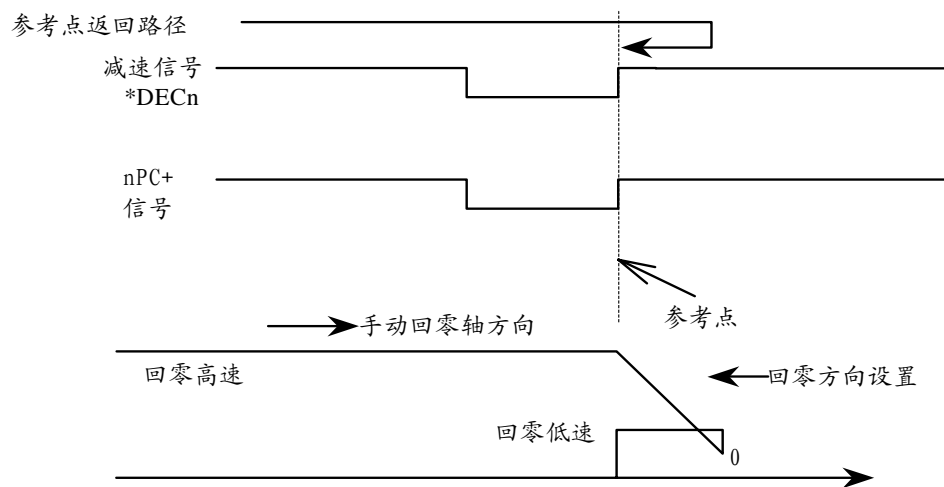 参考点返回路径
减速信号
*DECn
nPC+
信号
参考点
手动回零轴方向
回零高速
回零方向设置
回零低速
0